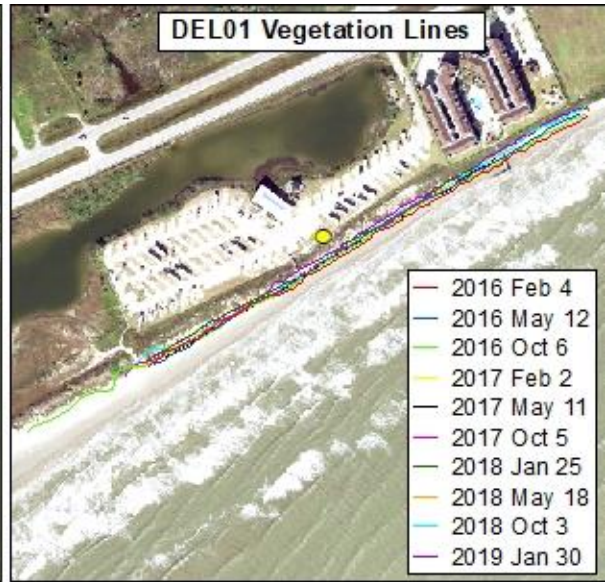 DEL01 Vegetation Lines
2016 Feb 4
2016 May 12
2016 Oct 6
2017 Feb 2
2017 May 11
2017 Oct 5
2018 Jan 25
2018 May 18
2018 Oct 3
2019 Jan 30